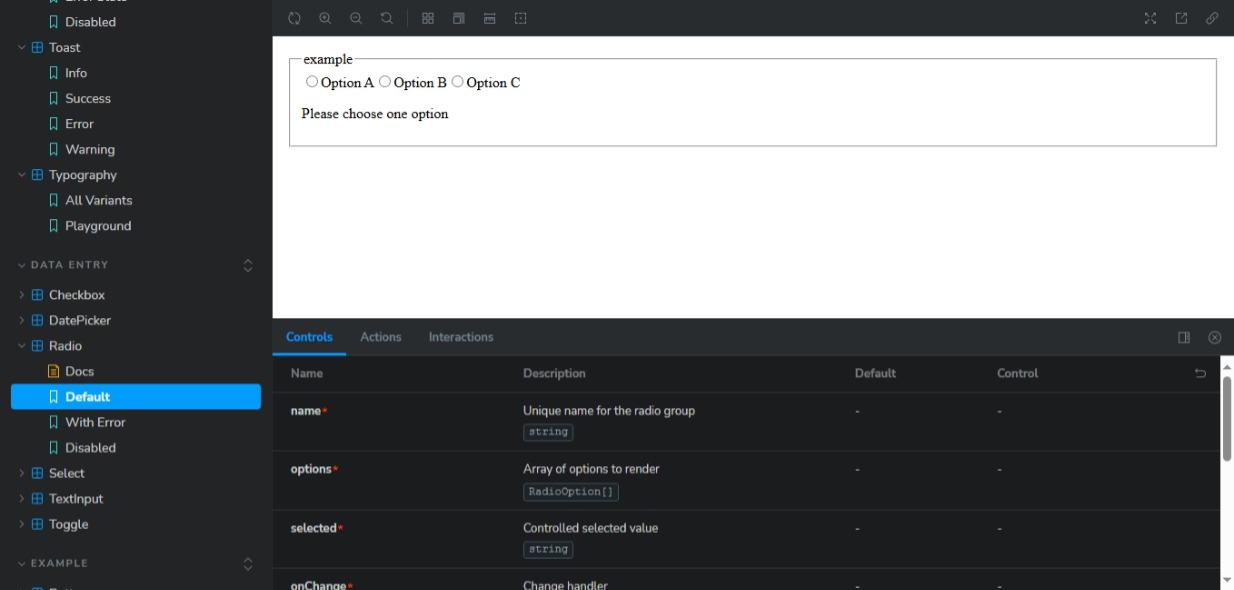 Disabled
Toast
Info
Success
Error
Warning
Typography
All Variants
Playground
DATA ENTRY
Checkbox
DatePicker
Radio
Docs
Default
With Error
Disabled
Select
TextInput
Toggle
EXAMPLE
example
Option A Option B Option C
Please choose one option
Controls Actions Interactions
Name Description Default Control
name* Unique name for the radio group - -
string
options* Array of options to render - -
RadioOption[]
selected* Controlled selected value - -
string
onChange* Change handler - -